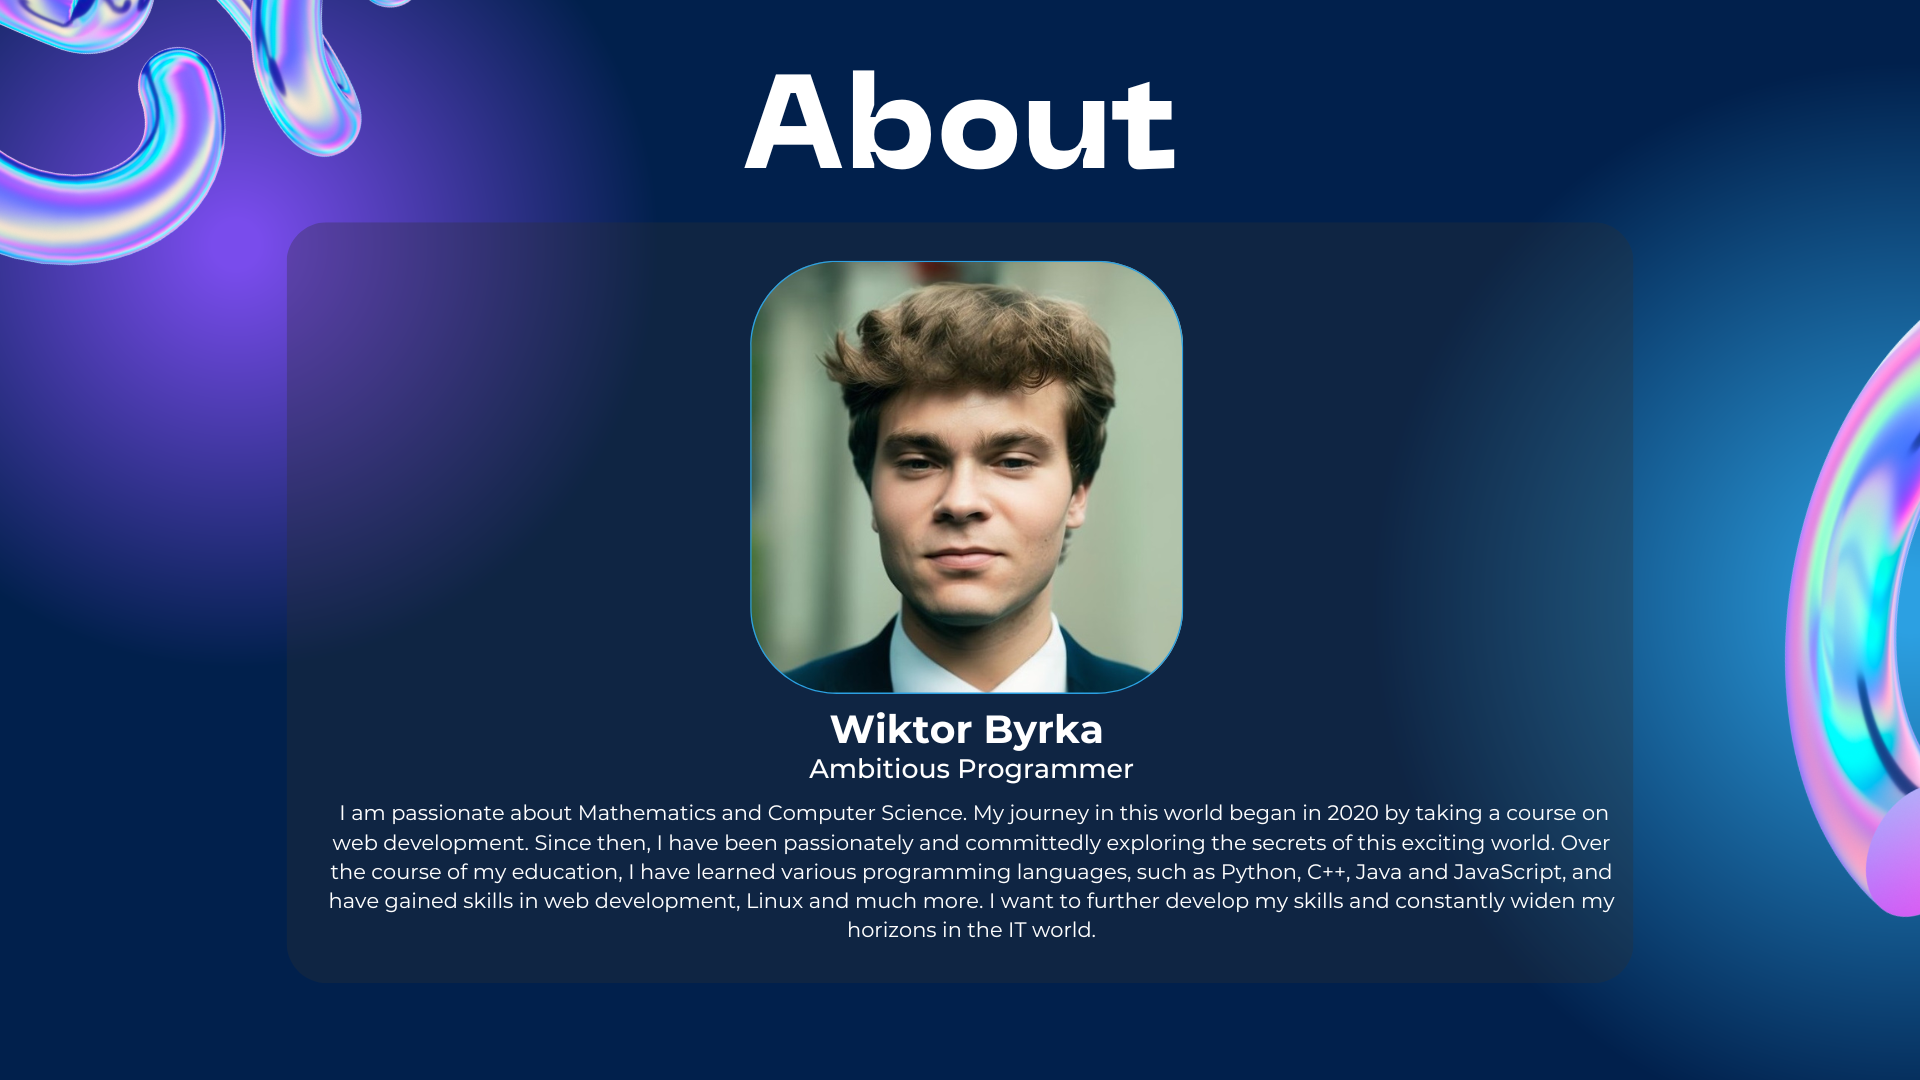 About
Wiktor Byrka
Ambitious Programmer
I am passionate about Mathematics and Computer Science. My journey in this world began in 2020 by taking a course on
web development. Since then, I have been passionately and committedly exploring the secrets of this exciting world. Over
the course of my education, I have learned various programming languages, such as Python, C++, Java and JavaScript, and
have gained skills in web development, Linux and much more. I want to further develop my skills and constantly widen my
horizons in the IT world.